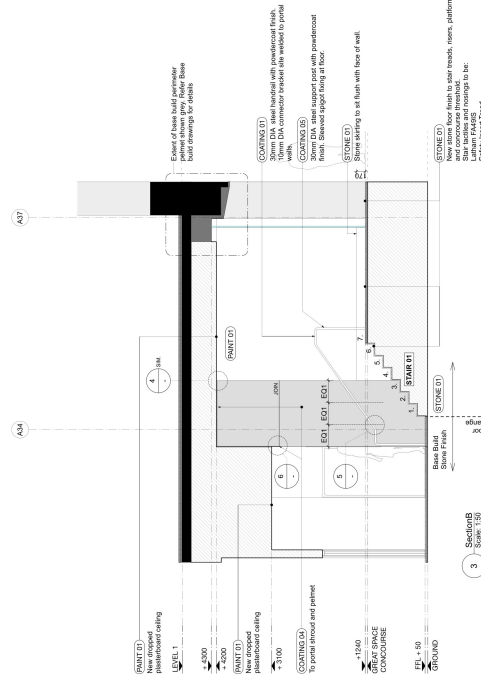 A34
A37
PAINT 01
New dropped
plasterboard ceiling
LEVEL 1
+ 4300
+ 4200
PAINT 01
New dropped
plasterboard ceiling
+ 3100
COATING 04
To portal shroud and pelmet
+1240
GREAT SPACE
CONCOURSE
FFL + 50
GROUND
4
SIM.
-
PAINT 01
JOIN
6
-
5
-
EQ1
EQ1
EQ1
1.
2.
3.
4.
5.
6.
7.
STAIR 01
STONE 01
Base Build
Stone Finish
170
Extent of base build perimeter
pelmet shown grey. Refer Base
build drawings for details
COATING 01
30mm DIA steel handrail with powdercoat finish.
10mm DIA connector bracket site welded to portal
walls.
COATING 05
30mm DIA steel support post with powdercoat
finish. Sleeved spigot fixing at floor.
STONE 01
Stone skirting to sit flush with face of wall.
STONE 01
New stone floor finish to stair treads, risers, platform
and concrourse threshold.
Stair tactiles and nosings to be:
Latham FA49IS
3
SectionB
Scale: 1:50